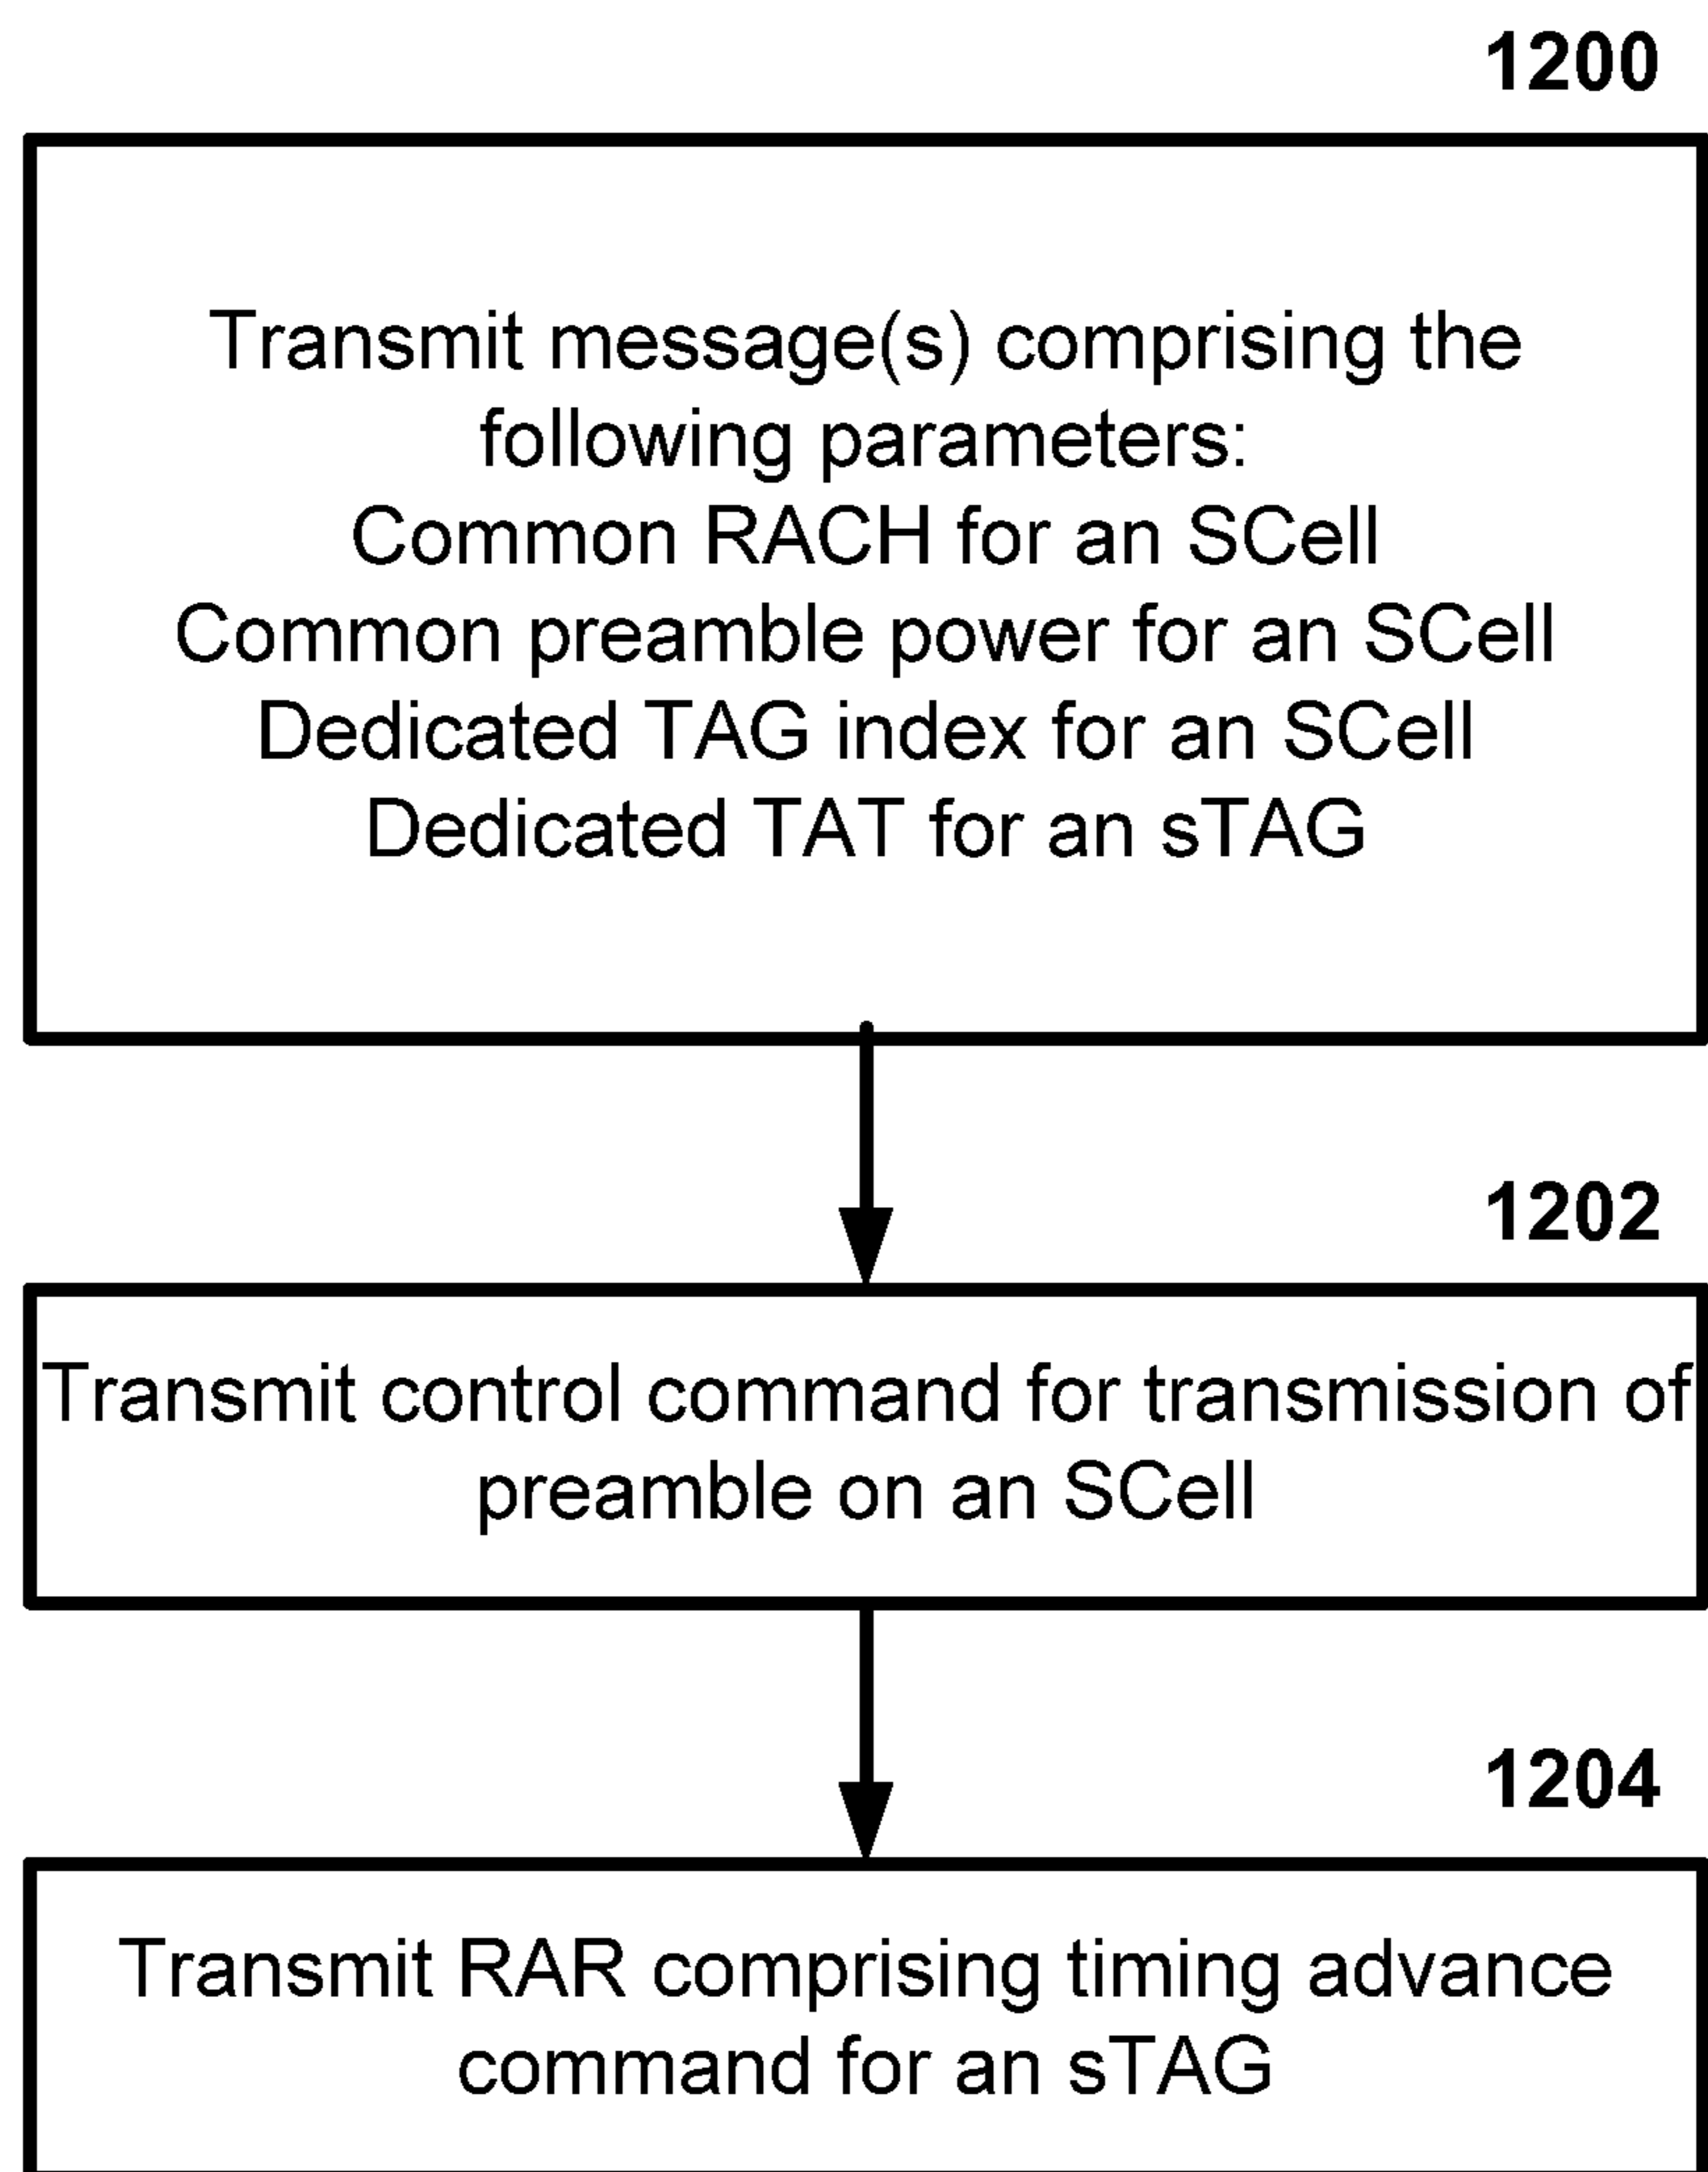 1200
Transmit message(s) comprising the
following parameters:
Common RACH for an SCell
Common preamble power for an SCell
Dedicated TAG index for an SCell
Dedicated TAT for an sTAG
1202
Transmit control command for transmission of
preamble on an SCell
1204
Transmit RAR comprising timing advance
command for an sTAG